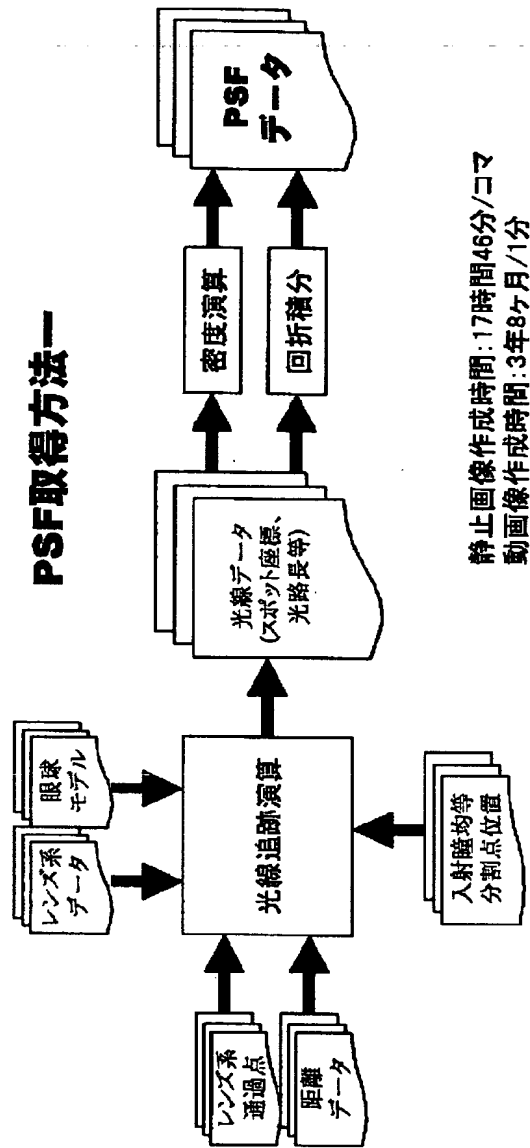 PSF取得方法一
レンズ系
データ
眼球
モデル
レンズ系
通過点
距離
データ
光線追跡演算
入射瞳均等
分割点位置
光線データ
(スポット座標、
光路長等)
密度演算
回折積分
PSF
データ
静止画像作成時間:17時間46分/コマ
動画像作成時間:3年8ヶ月/1分